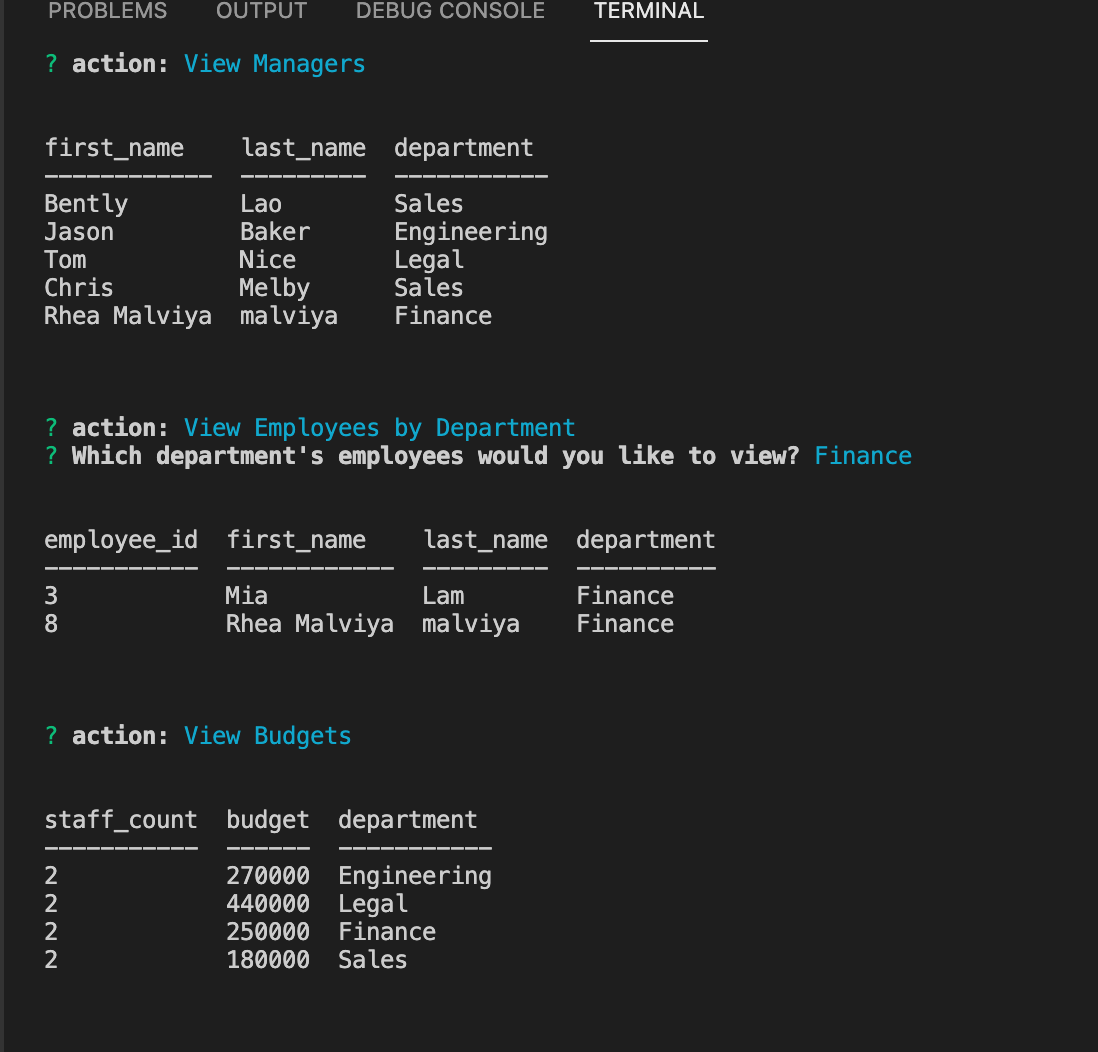 PROBLEMS OUTPUT DEBUG CONSOLE TERMINAL
? action: View Managers
first_name last_name department
------------ --------- -----------
Bently Lao Sales
Jason Baker Engineering
Tom Nice Legal
Chris Melby Sales
Rhea Malviya malviya Finance
? action: View Employees by Department
? Which department's employees would you like to view? Finance
employee_id first_name last_name department
----------- ------------ --------- ----------
3 Mia Lam Finance
8 Rhea Malviya malviya Finance
? action: View Budgets
staff_count budget department
----------- ------ -----------
2 270000 Engineering
2 440000 Legal
2 250000 Finance
2 180000 Sales